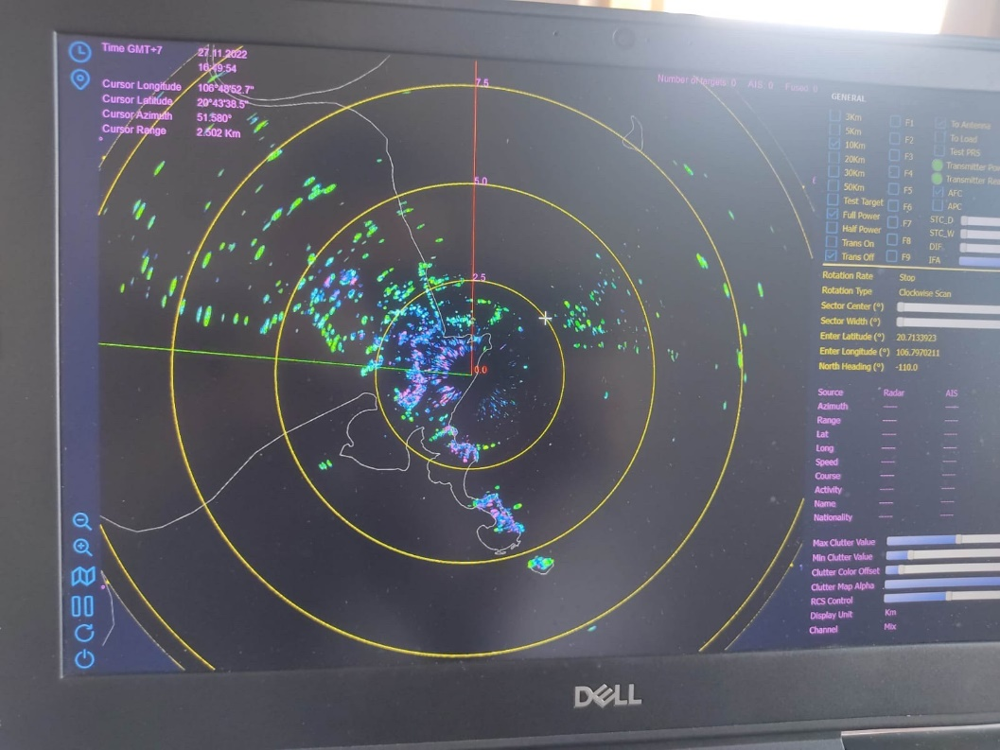 Time GMT+7 27.11.2022
16:49:54
Cursor Longitude 106°48'52.7"
Cursor Latitude 20°43'38.5"
Cursor Azimuth 51.580°
Cursor Range 2.502 Km
Number of targets: 0 AIS: 0 Fused: 0
7.5
5.0
2.5
0.0
GENERAL
3Km F1 To Antenna
5Km F2 To Load
10Km F3 Test PRS
20Km F4 Transmitter
30Km F5 Transmitter
50Km F6 AFC
Test Target F7 APC
Full Power F8 STC_D
Half Power F9 STC_W
Trans On DIF.
Trans Off IFA
Rotation Rate Stop
Rotation Type Clockwise Scan
Sector Center (°)
Sector Width (°)
Enter Latitude (°) 20.7133923
Enter Longitude (°) 106.7970211
North Heading (°) -110.0
Source Radar AIS
Azimuth — —
Range — —
Lat — —
Long — —
Speed — —
Course — —
Activity — —
Name — —
Nationality — —
Max Clutter Value
Min Clutter Value
Clutter Color Offset
Clutter Map Alpha
RCS Control
Display Unit Km
Channel Mix
DELL